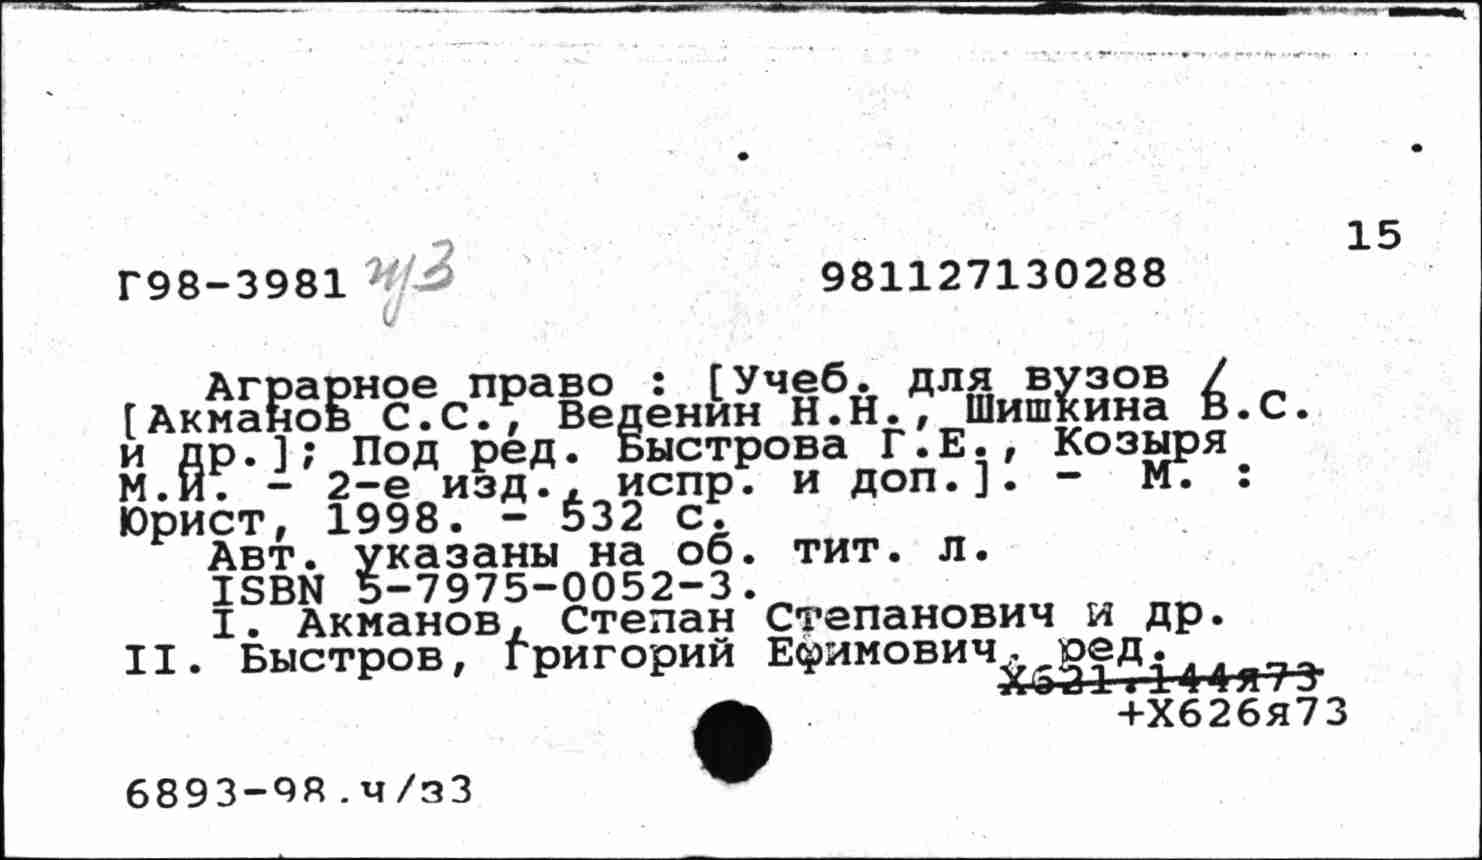 15
Г98-3981 ч/з 981127130288
Аграрное право : [Учеб. для вузов /
[Акманов С.С., Веденин Н.Н., Шишкина В.С.
и др.]; Под ред. Быстрова Г.Е., Козыря
М.И. - 2-е изд., испр. и доп.]. - М. :
Юрист, 1998. - 532 с.
Авт. указаны на об. тит. л.
ISBN 5-7975-0052-3.
I. Акманов, Степан Степанович и др.
II. Быстров, Григорий Ефимович, ред.
Х621.144я73
+Х626я73
6893-98.ч/з3